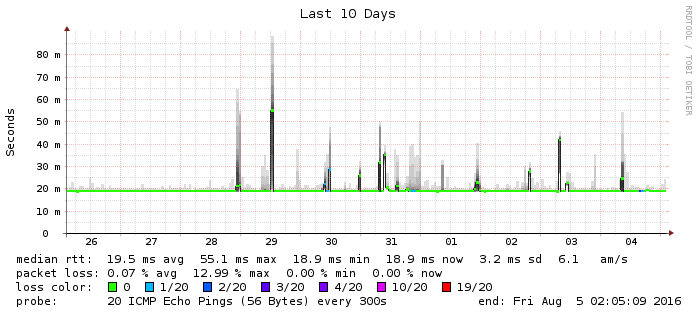 Last 10 Days
RRDTOOL / TOBI OETIKER
Seconds
80 m
70 m
60 m
50 m
40 m
30 m
20 m
10 m
0
26 27 28 29 30 31 01 02 03 04
median rtt: 19.5 ms avg 55.1 ms max 18.9 ms min 18.9 ms now 3.2 ms sd 6.1 am/s
packet loss: 0.07 % avg 12.99 % max 0.00 % min 0.00 % now
loss color: 0 1/20 2/20 3/20 4/20 10/20 19/20
probe: 20 ICMP Echo Pings (56 Bytes) every 300s end: Fri Aug 5 02:05:09 2016